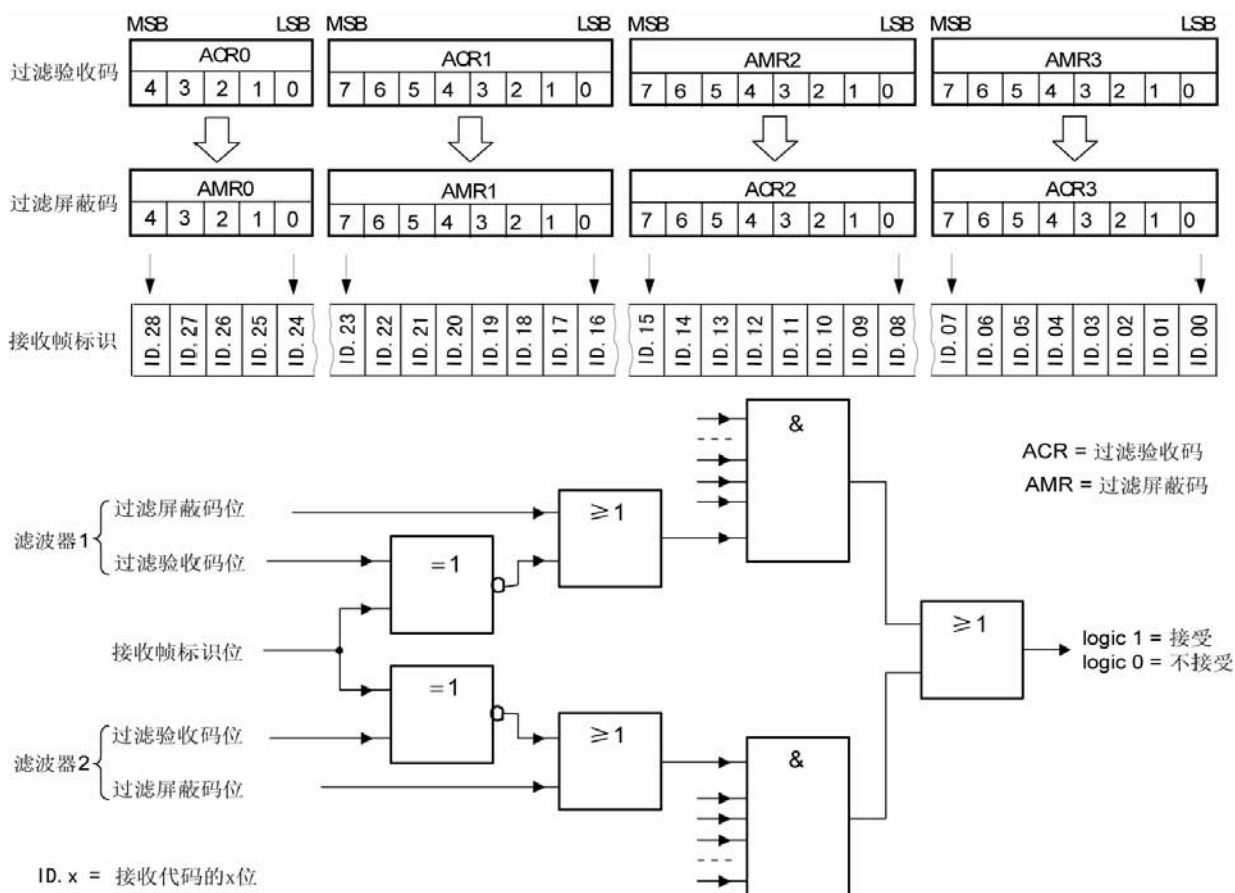 MSB LSB MSB LSB MSB LSB MSB LSB
过滤验收码 ACR0 ACR1 AMR2 AMR3
4 3 2 1 0 7 6 5 4 3 2 1 0 7 6 5 4 3 2 1 0 7 6 5 4 3 2 1 0
过滤屏蔽码 AMR0 AMR1 ACR2 ACR3
4 3 2 1 0 7 6 5 4 3 2 1 0 7 6 5 4 3 2 1 0 7 6 5 4 3 2 1 0
接收帧标识 ID.28 ID.27 ID.26 ID.25 ID.24 ID.23 ID.22 ID.21 ID.20 ID.19 ID.18 ID.17 ID.16 ID.15 ID.14 ID.13 ID.12 ID.11 ID.10 ID.09 ID.08 ID.07 ID.06 ID.05 ID.04 ID.03 ID.02 ID.01 ID.00
&
ACR = 过滤验收码
AMR = 过滤屏蔽码
滤波器1
过滤屏蔽码位
过滤验收码位
=1
≥1
接收帧标识位
=1
≥1
滤波器2
过滤验收码位
过滤屏蔽码位
&
≥1
logic 1 = 接受
logic 0 = 不接受
ID.x = 接收代码的x位